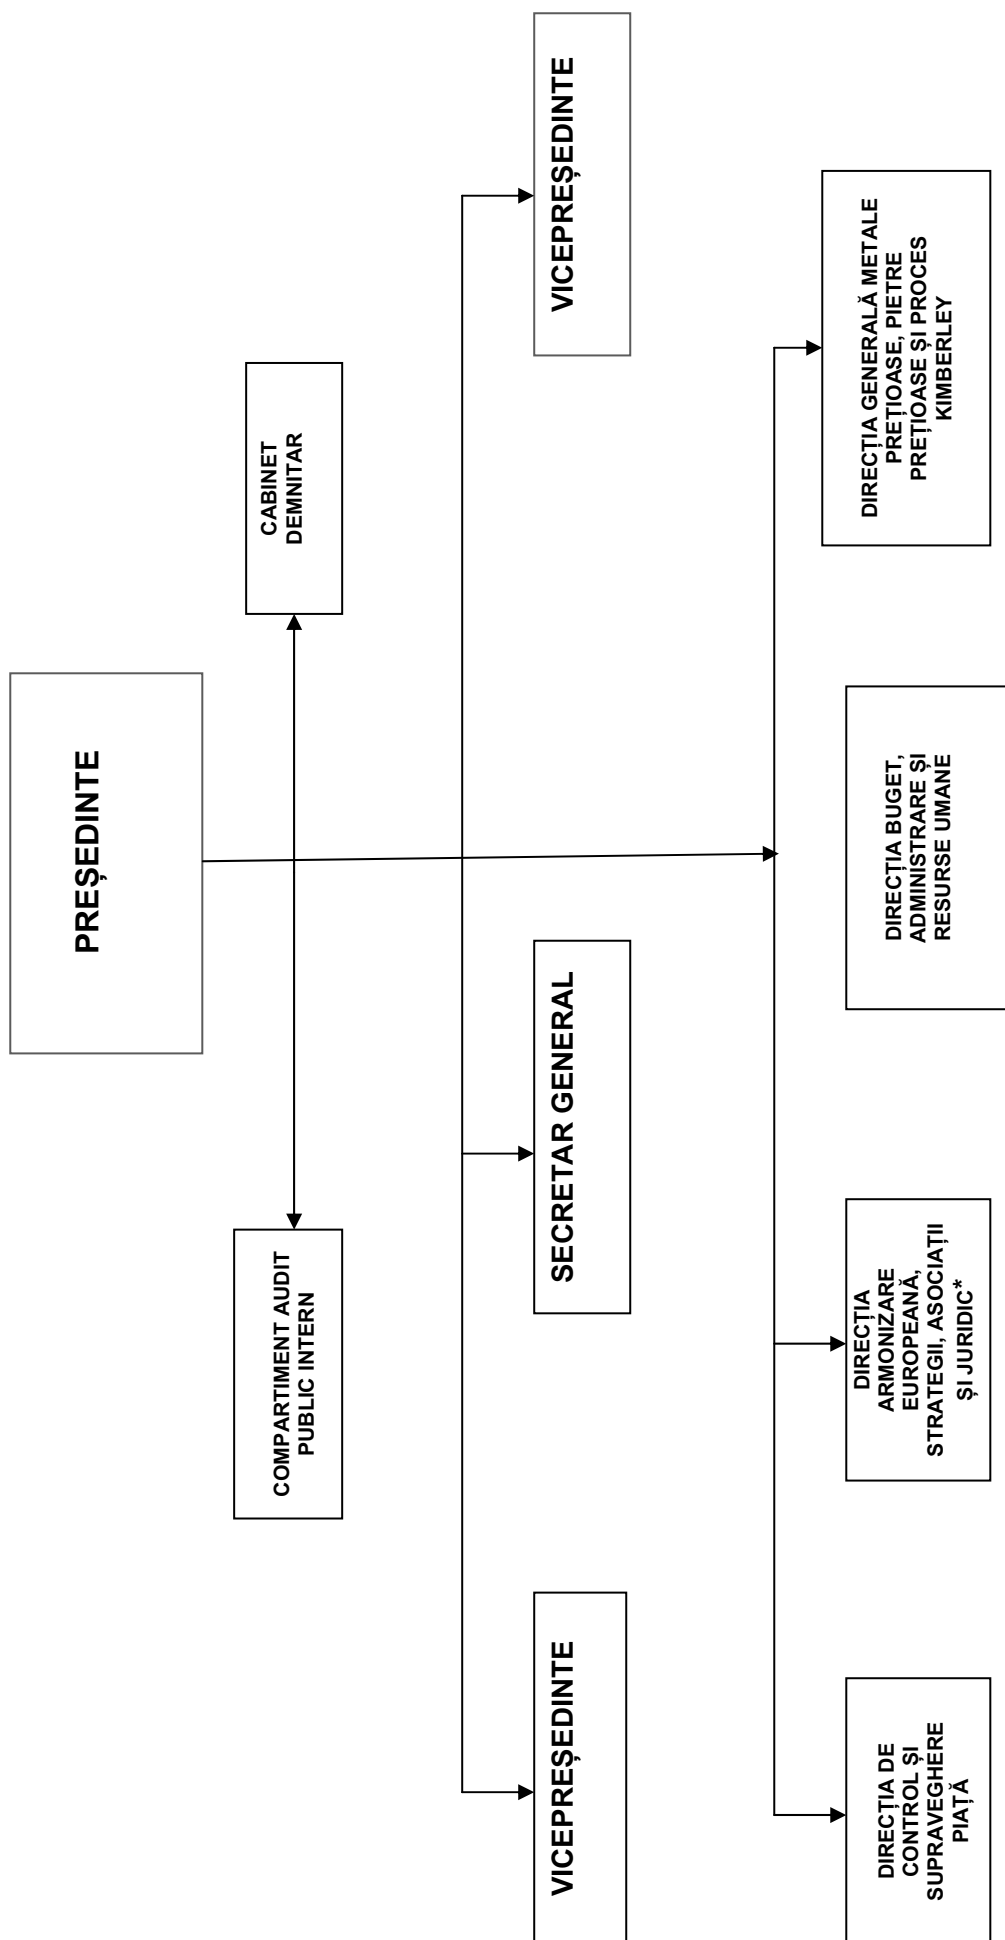 PREȘEDINTE
COMPARTIMENT AUDIT
PUBLIC INTERN
CABINET
DEMNITAR
VICEPREȘEDINTE
SECRETAR GENERAL
VICEPREȘEDINTE
DIRECȚIA DE
CONTROL ȘI
SUPRAVEGHERE
PIAȚĂ
DIRECȚIA
ARMONIZARE
EUROPEANĂ,
STRATEGII, ASOCIAȚII
ȘI JURIDIC*
DIRECȚIA BUGET,
ADMINISTRARE ȘI
RESURSE UMANE
DIRECȚIA GENERALĂ METALE
PREȚIOASE, PIETRE
PREȚIOASE ȘI PROCES
KIMBERLEY